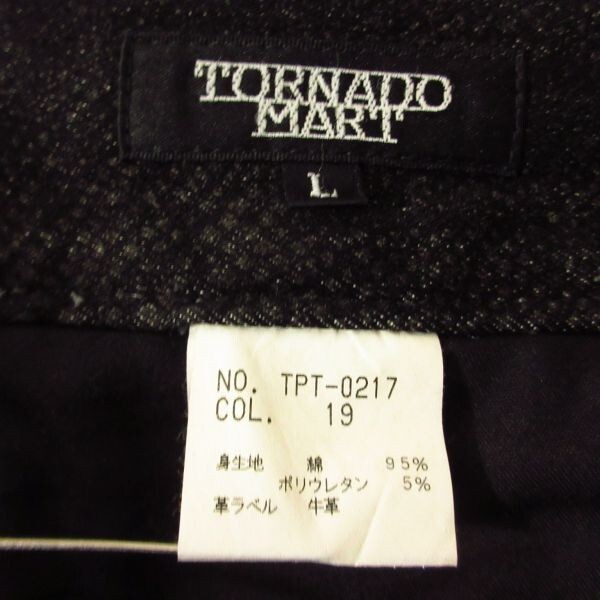 TORNADO
MART
L
NO. TPT-0217
COL. 19
身生地 綿 95%
ポリウレタン 5%
革ラベル 牛革